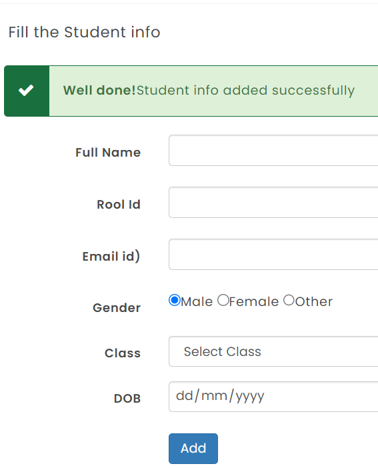 Fill the Student info
Well done!Student info added successfully
Full Name
Rool Id
Email id)
Gender Male Female Other
Class Select Class
DOB dd/mm/yyyy
Add